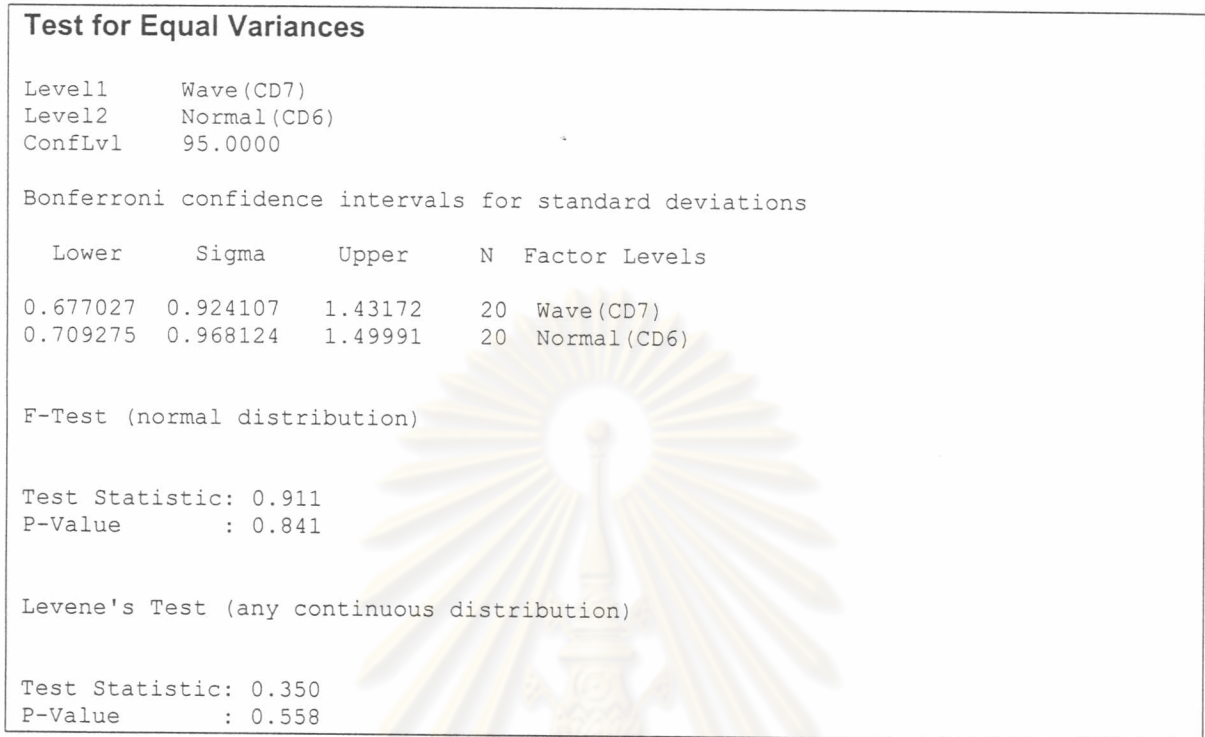 Test for Equal Variances
Level1 Wave(CD7)
Level2 Normal(CD6)
ConfLvl 95.0000
Bonferroni confidence intervals for standard deviations
Lower Sigma Upper N Factor Levels
0.677027 0.924107 1.43172 20 Wave(CD7)
0.709275 0.968124 1.49991 20 Normal(CD6)
F-Test (normal distribution)
Test Statistic: 0.911
P-Value : 0.841
Levene's Test (any continuous distribution)
Test Statistic: 0.350
P-Value : 0.558